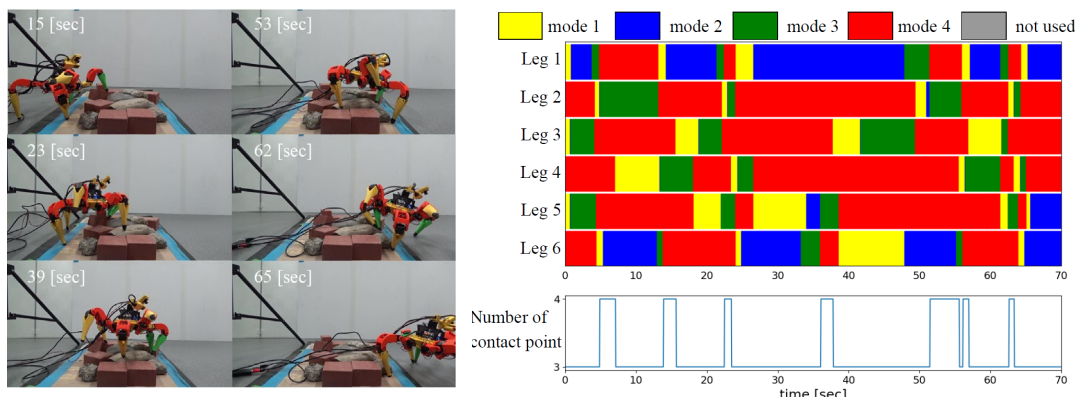 15 [sec]
53 [sec]
23 [sec]
62 [sec]
39 [sec]
65 [sec]
mode 1 mode 2 mode 3 mode 4 not used
Leg 1
Leg 2
Leg 3
Leg 4
Leg 5
Leg 6
0 10 20 30 40 50 60 70
4
Number of
contact point
3
0 10 20 30 40 50 60 70
time [sec]